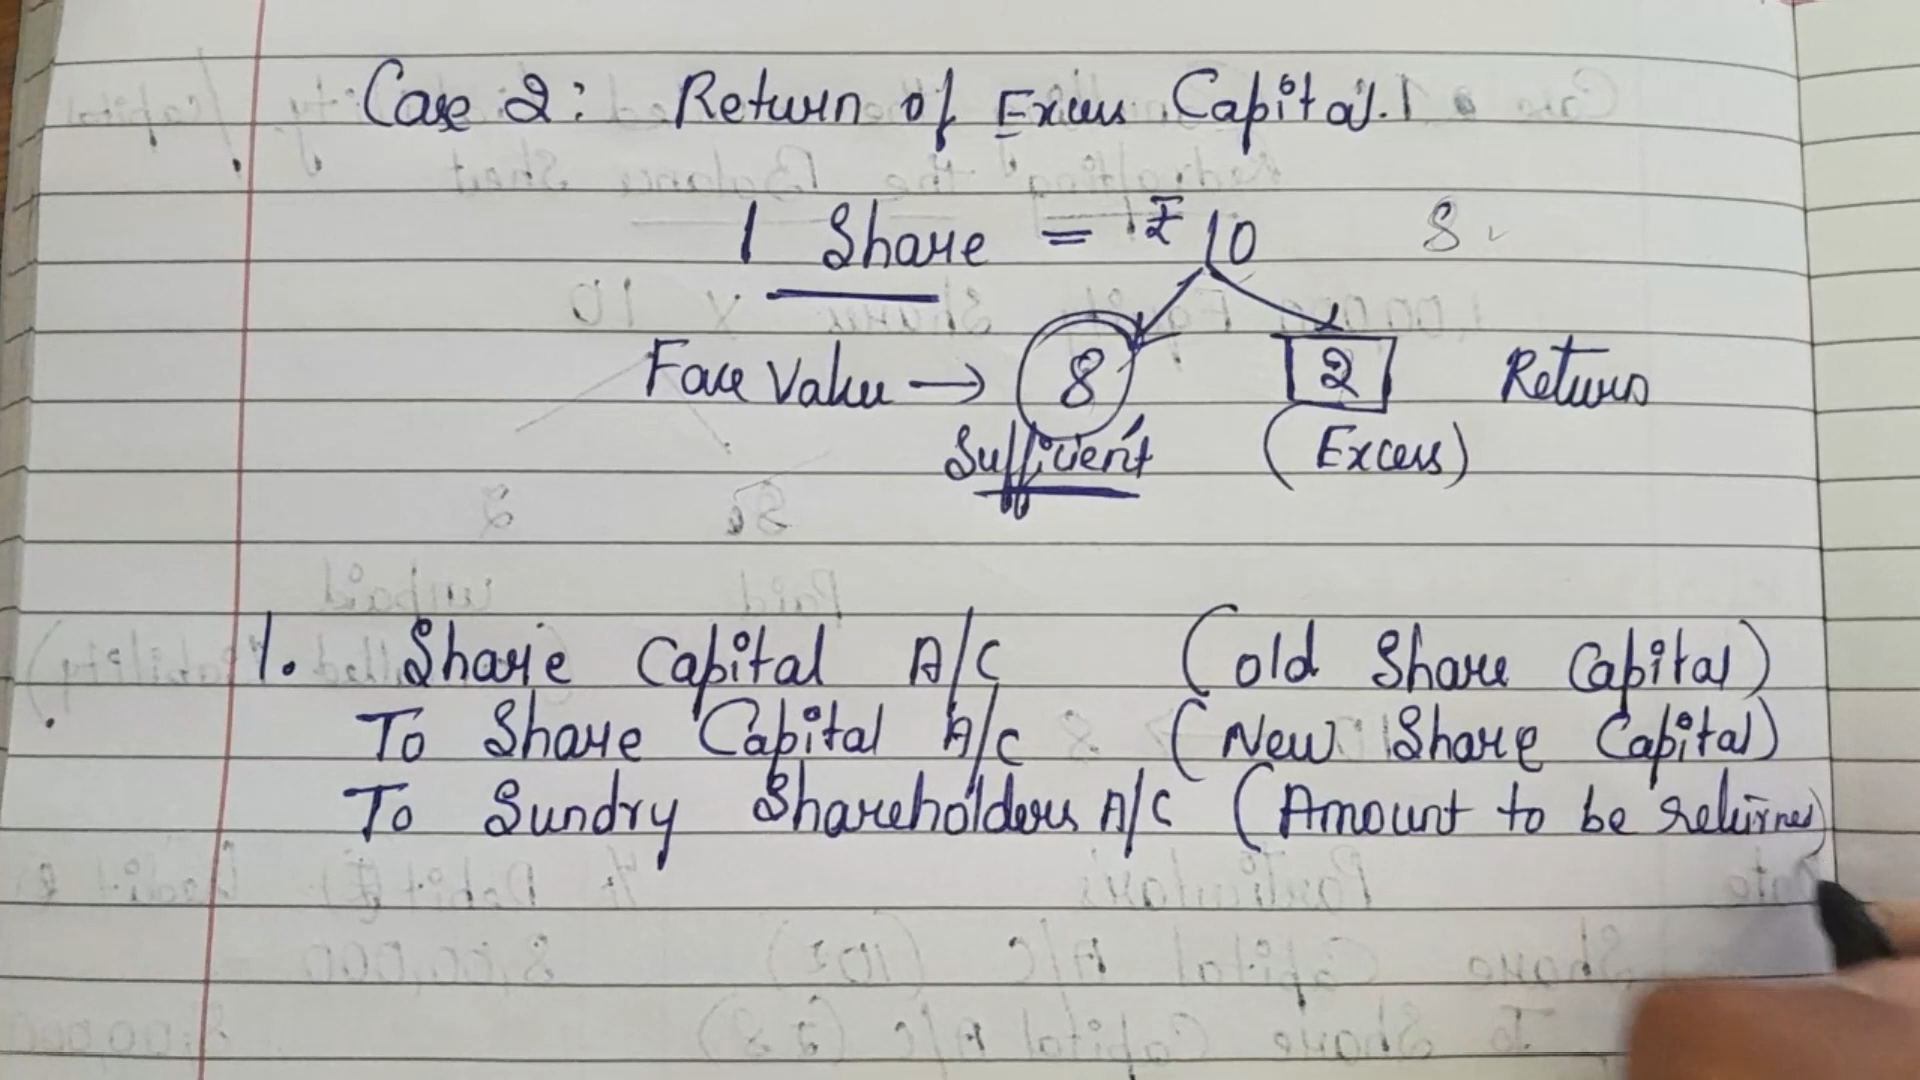 Case 2: Return of Excess Capital.
1 Share = ₹ 10 8
Face Value → 8 2 Return
Sufficient (Excess)
1. Share Capital A/C (Old Share Capital)
To Share Capital A/C (New Share Capital)
To Sundry Shareholders A/C (Amount to be returned)